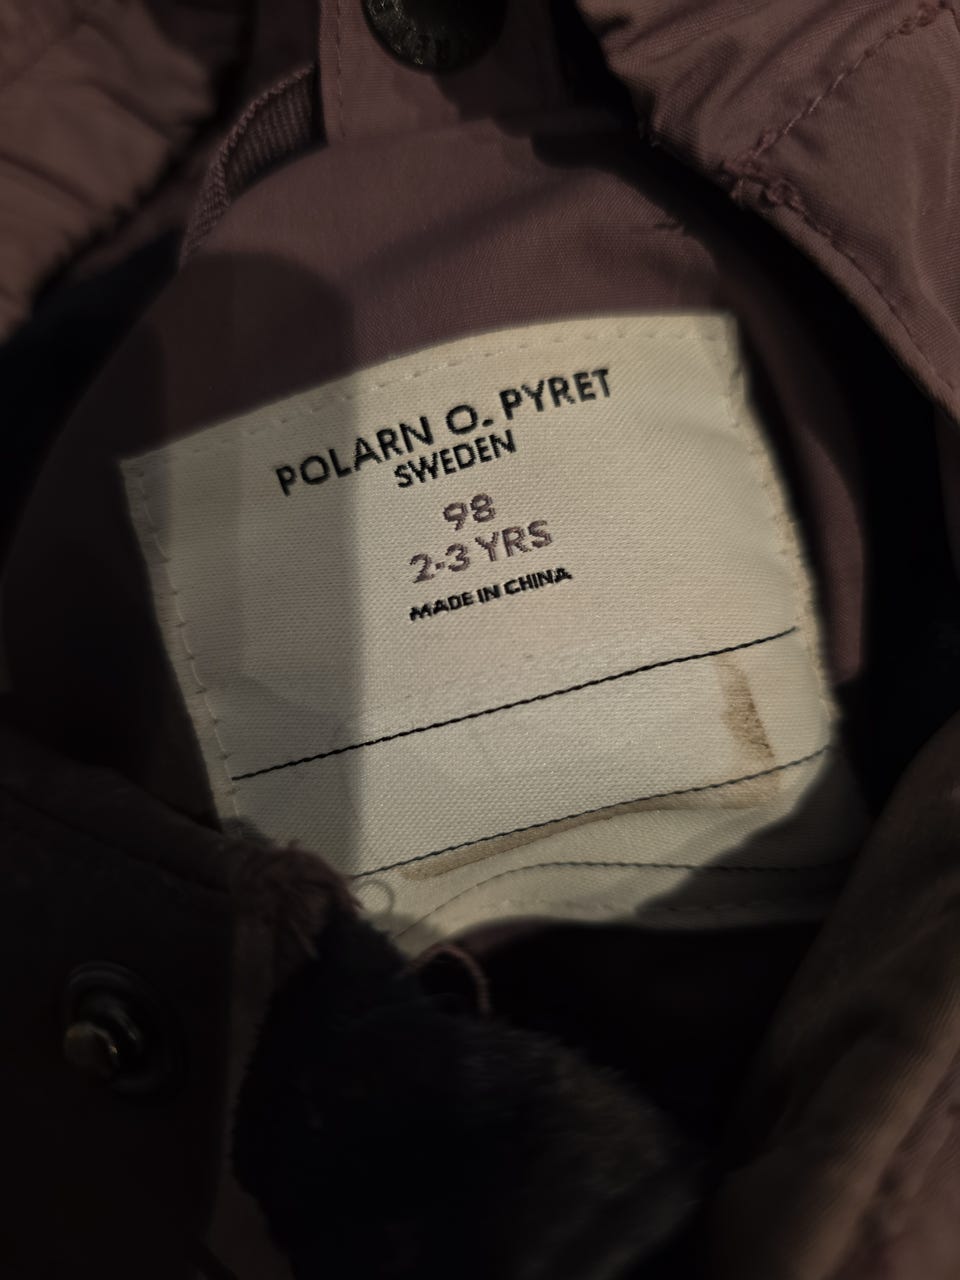 POLARN O. PYRET
SWEDEN
98
2-3 YRS
MADE IN CHINA